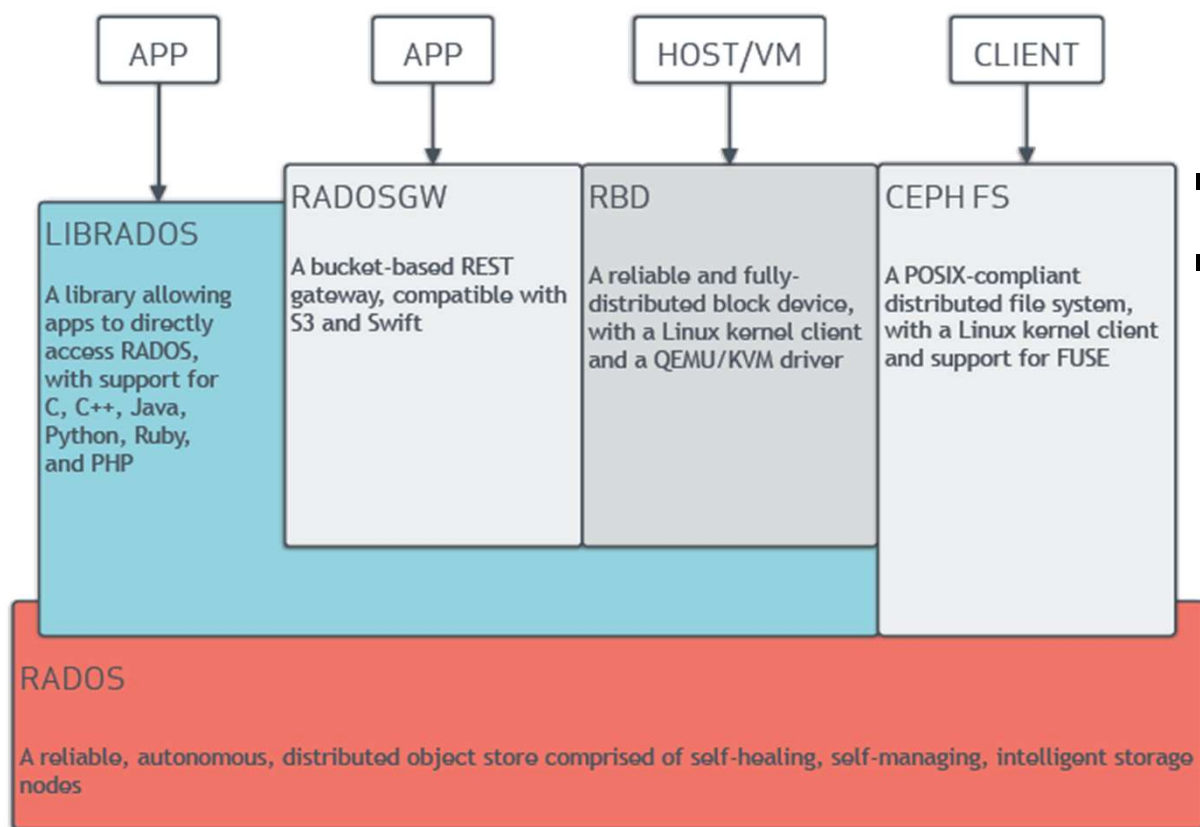 APP
APP
HOST/VM
CLIENT
LIBRADOS
A library allowing
apps to directly
access RADOS,
with support for
C, C++, Java,
Python, Ruby,
and PHP
RADOSGW
A bucket-based REST
gateway, compatible with
S3 and Swift
RBD
A reliable and fully-
distributed block device,
with a Linux kernel client
and a QEMU/KVM driver
CEPH FS
A POSIX-compliant
distributed file system,
with a Linux kernel client
and support for FUSE
RADOS
A reliable, autonomous, distributed object store comprised of self-healing, self-managing, intelligent storage
nodes